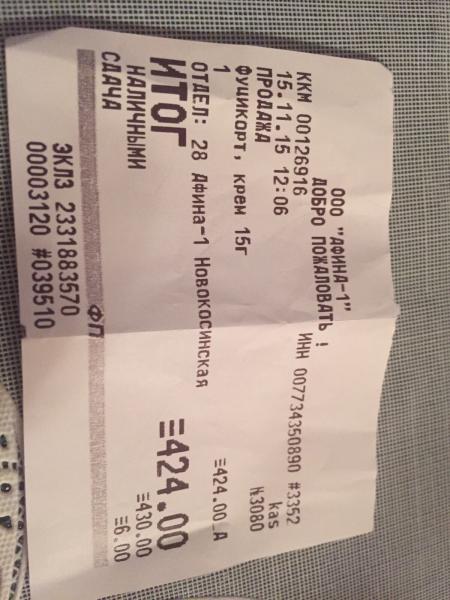 ООО "АФИНА-1"
ДОБРО ПОЖАЛОВАТЬ !
ККМ 00126916 ИНН 007734350890 #3352
15.11.15 12:06 kas
ПРОДАЖА №3080
Фуцикорт, крем 15г
1 ≡424.00_А
ОТДЕЛ: 28 Афина-1 Новокосинская
ИТОГ ≡424.00
НАЛИЧНЫМИ ≡430.00
СДАЧА ≡6.00
ФП
ЭКЛЗ 2331883570
00003120 #039510